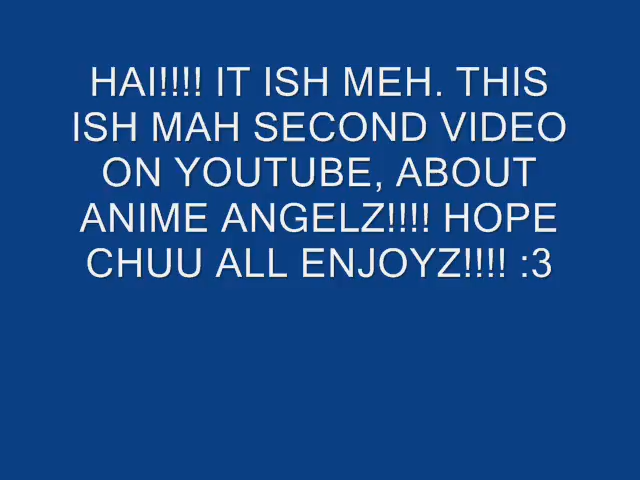 HAI!!!! IT ISH MEH. THIS
ISH MAH SECOND VIDEO
ON YOUTUBE, ABOUT
ANIME ANGELZ!!!! HOPE
CHUU ALL ENJOYZ!!!! :3